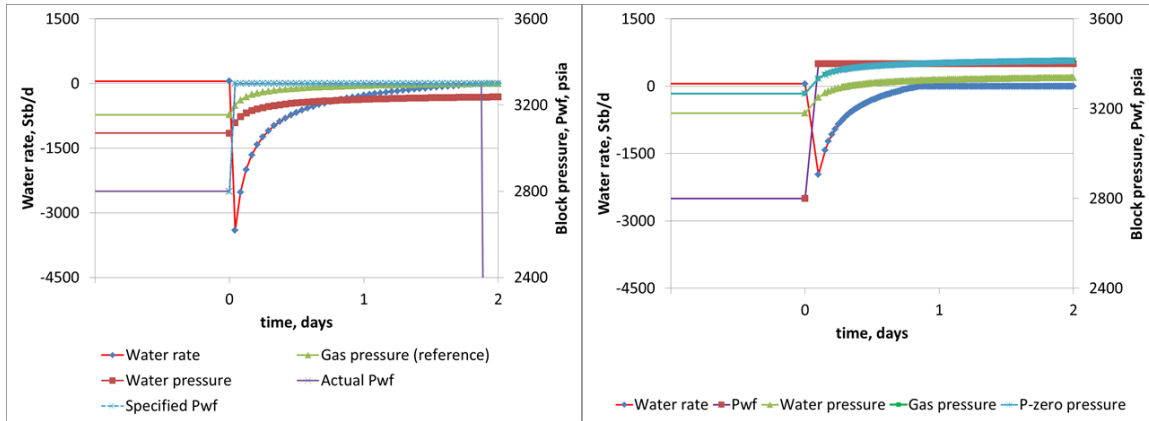 1500
0
-1500
-3000
-4500
Water rate, Stb/d
3600
3200
2800
2400
Block pressure, Pwf, psia
0
1
2
time, days
Water rate
Gas pressure (reference)
Water pressure
Actual Pwf
Specified Pwf
1500
0
-1500
-3000
-4500
Water rate, Stb/d
3600
3200
2800
2400
Block pressure, Pwf, psia
0
1
2
time, days
Water rate
Pwf
Water pressure
Gas pressure
P-zero pressure